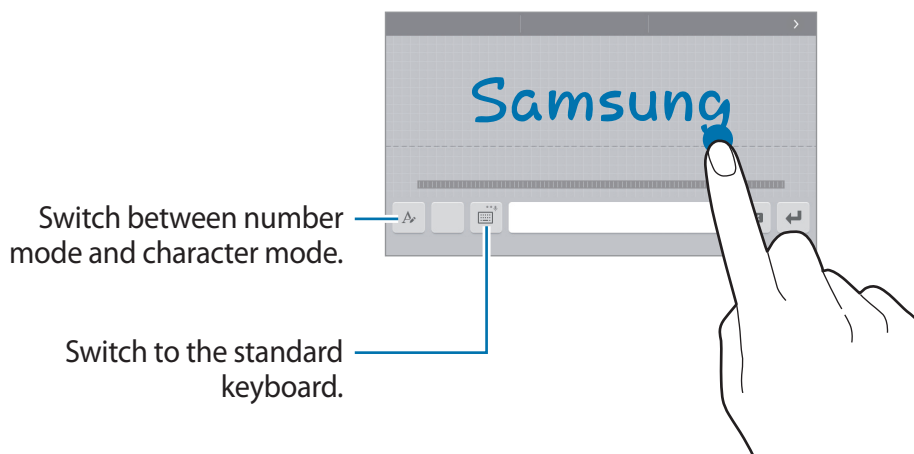 Samsung
Switch between number
mode and character mode.
Switch to the standard
keyboard.